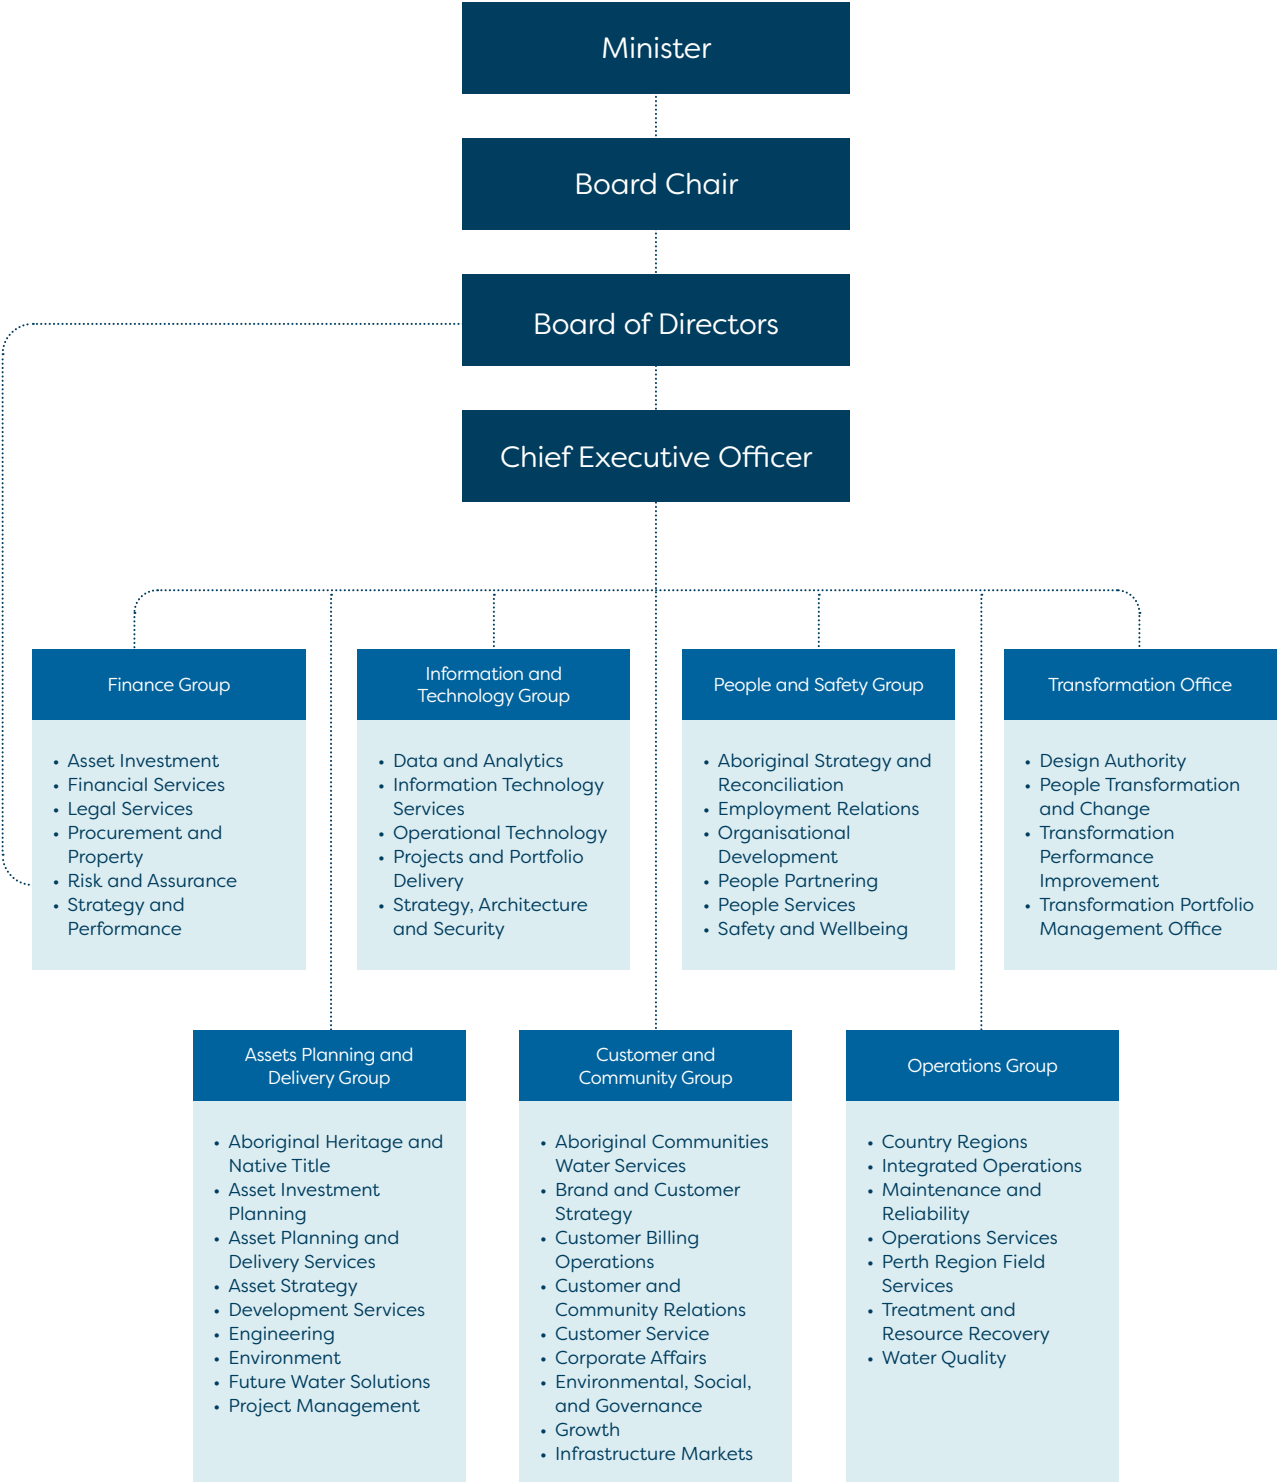 Minister
Board Chair
Board of Directors
Chief Executive Officer
Finance Group
• Asset Investment
• Financial Services
• Legal Services
• Procurement and
Property
• Risk and Assurance
• Strategy and
Performance
Information and
Technology Group
• Data and Analytics
• Information Technology
Services
• Operational Technology
• Projects and Portfolio
Delivery
• Strategy, Architecture
and Security
People and Safety Group
• Aboriginal Strategy and
Reconciliation
• Employment Relations
• Organisational
Development
• People Partnering
• People Services
• Safety and Wellbeing
Transformation Office
• Design Authority
• People Transformation
and Change
• Transformation
Performance
Improvement
• Transformation Portfolio
Management Office
Assets Planning and
Delivery Group
• Aboriginal Heritage and
Native Title
• Asset Investment
Planning
• Asset Planning and
Delivery Services
• Asset Strategy
• Development Services
• Engineering
• Environment
• Future Water Solutions
• Project Management
Customer and
Community Group
• Aboriginal Communities
Water Services
• Brand and Customer
Strategy
• Customer Billing
Operations
• Customer and
Community Relations
• Customer Service
• Corporate Affairs
• Environmental, Social,
and Governance
• Growth
• Infrastructure Markets
Operations Group
• Country Regions
• Integrated Operations
• Maintenance and
Reliability
• Operations Services
• Perth Region Field
Services
• Treatment and
Resource Recovery
• Water Quality